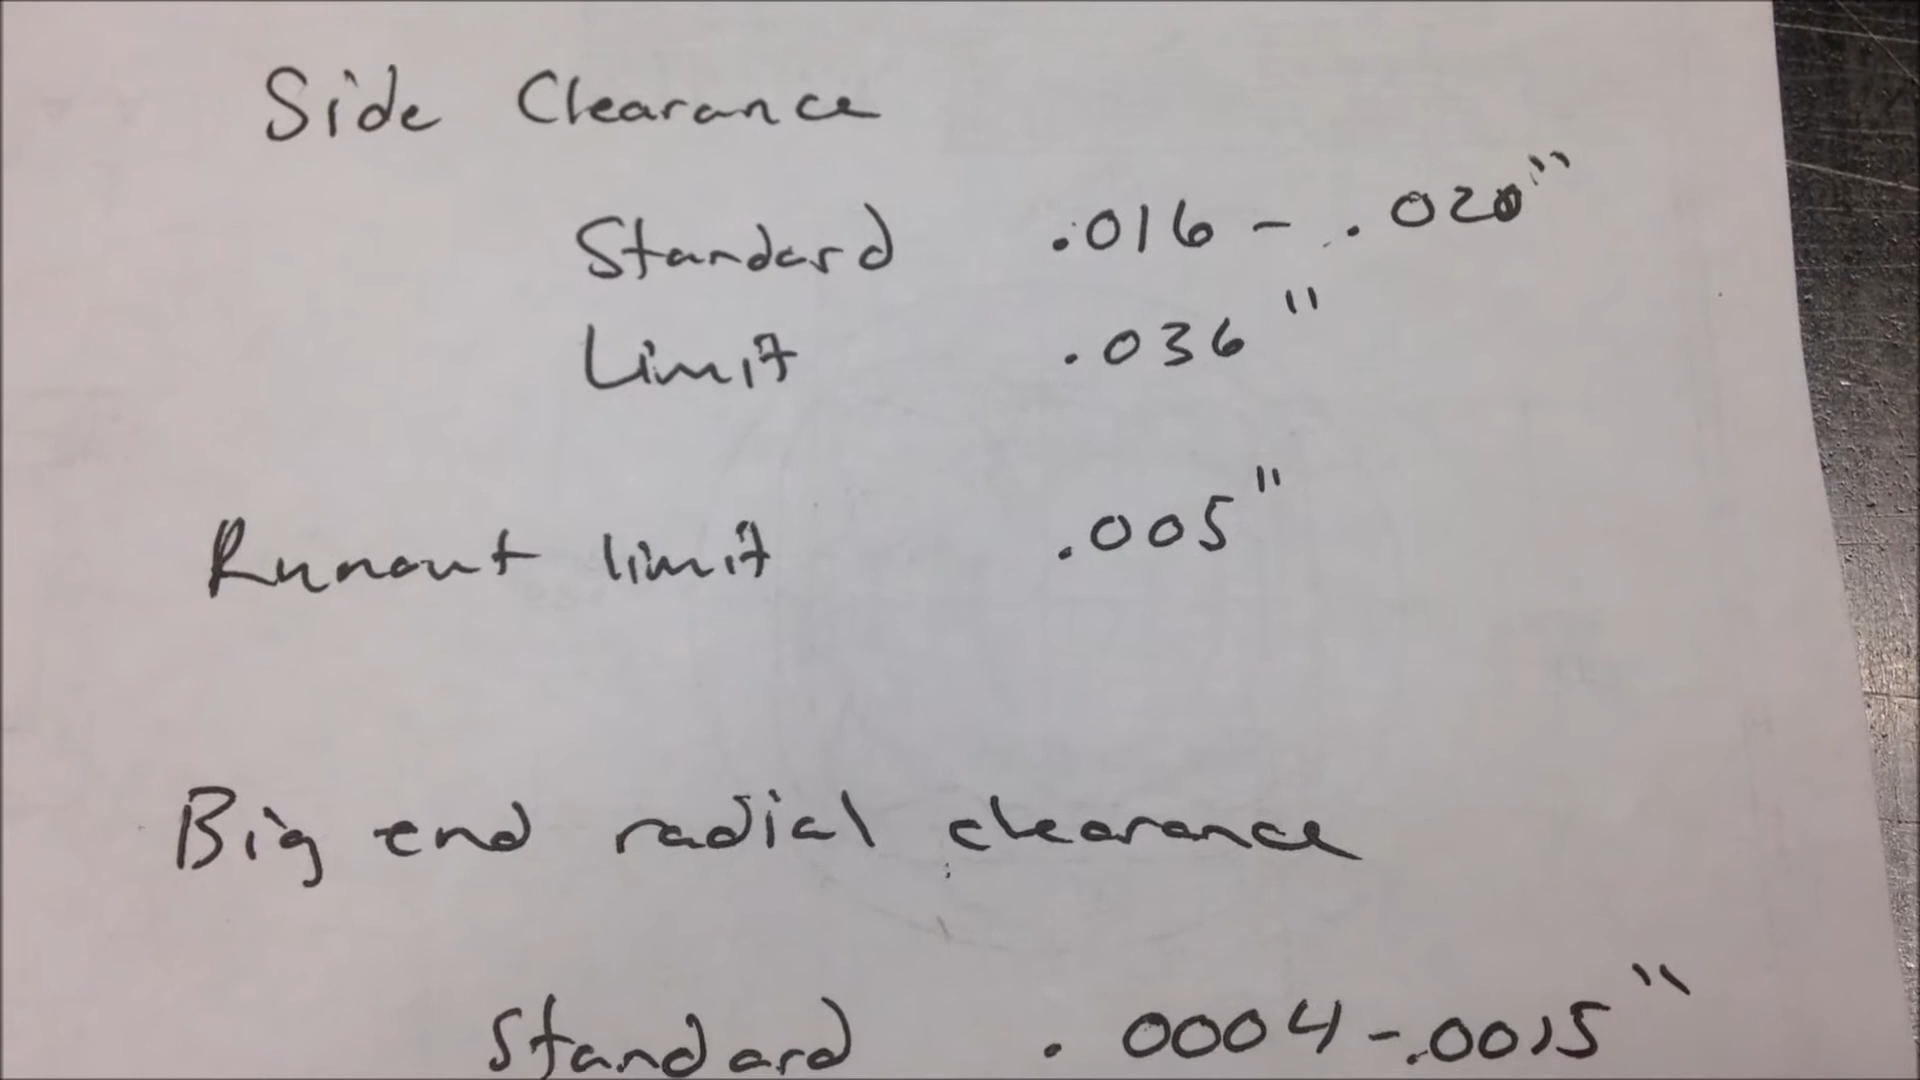 Side Clearance
Standard .016 - .020"
Limit .036"
Runout limit .005"
Big end radial clearance
Standard .0004 - .0015"